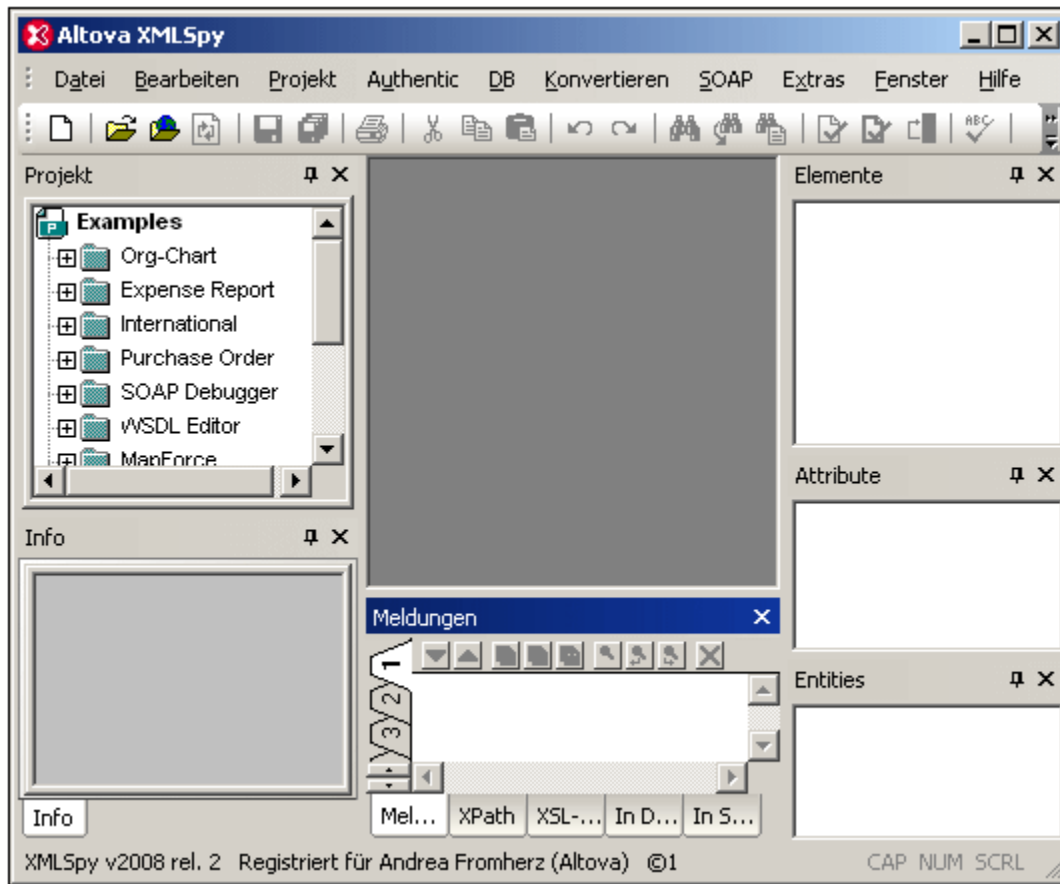 Altova XMLSpy
Datei Bearbeiten Projekt Authentic DB Konvertieren SOAP Extras Fenster Hilfe
ABC
Projekt
Examples
Org-Chart
Expense Report
International
Purchase Order
SOAP Debugger
WSDL Editor
MapForce
Info
Info
Meldungen
1
2
3
Mel... XPath XSL-... In D... In S...
Elemente
Attribute
Entities
XMLSpy v2008 rel. 2 Registriert für Andrea Fromherz (Altova) ©1 CAP NUM SCRL